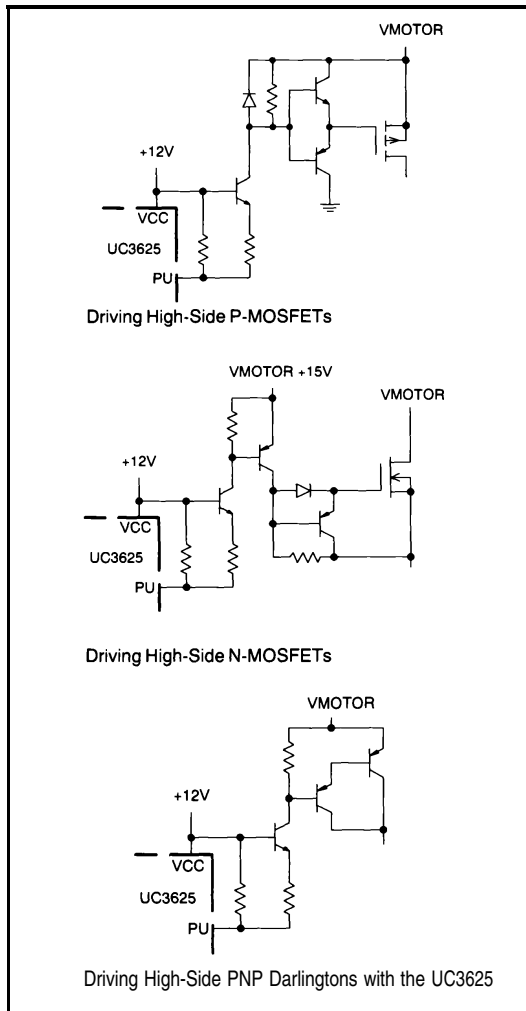 VMOTOR
+12V
VCC
UC3625
PU
Driving High-Side P-MOSFETs
VMOTOR +15V
VMOTOR
+12V
VCC
UC3625
PU
Driving High-Side N-MOSFETs
VMOTOR
+12V
VCC
UC3625
PU
Driving High-Side PNP Darlingtons with the UC3625